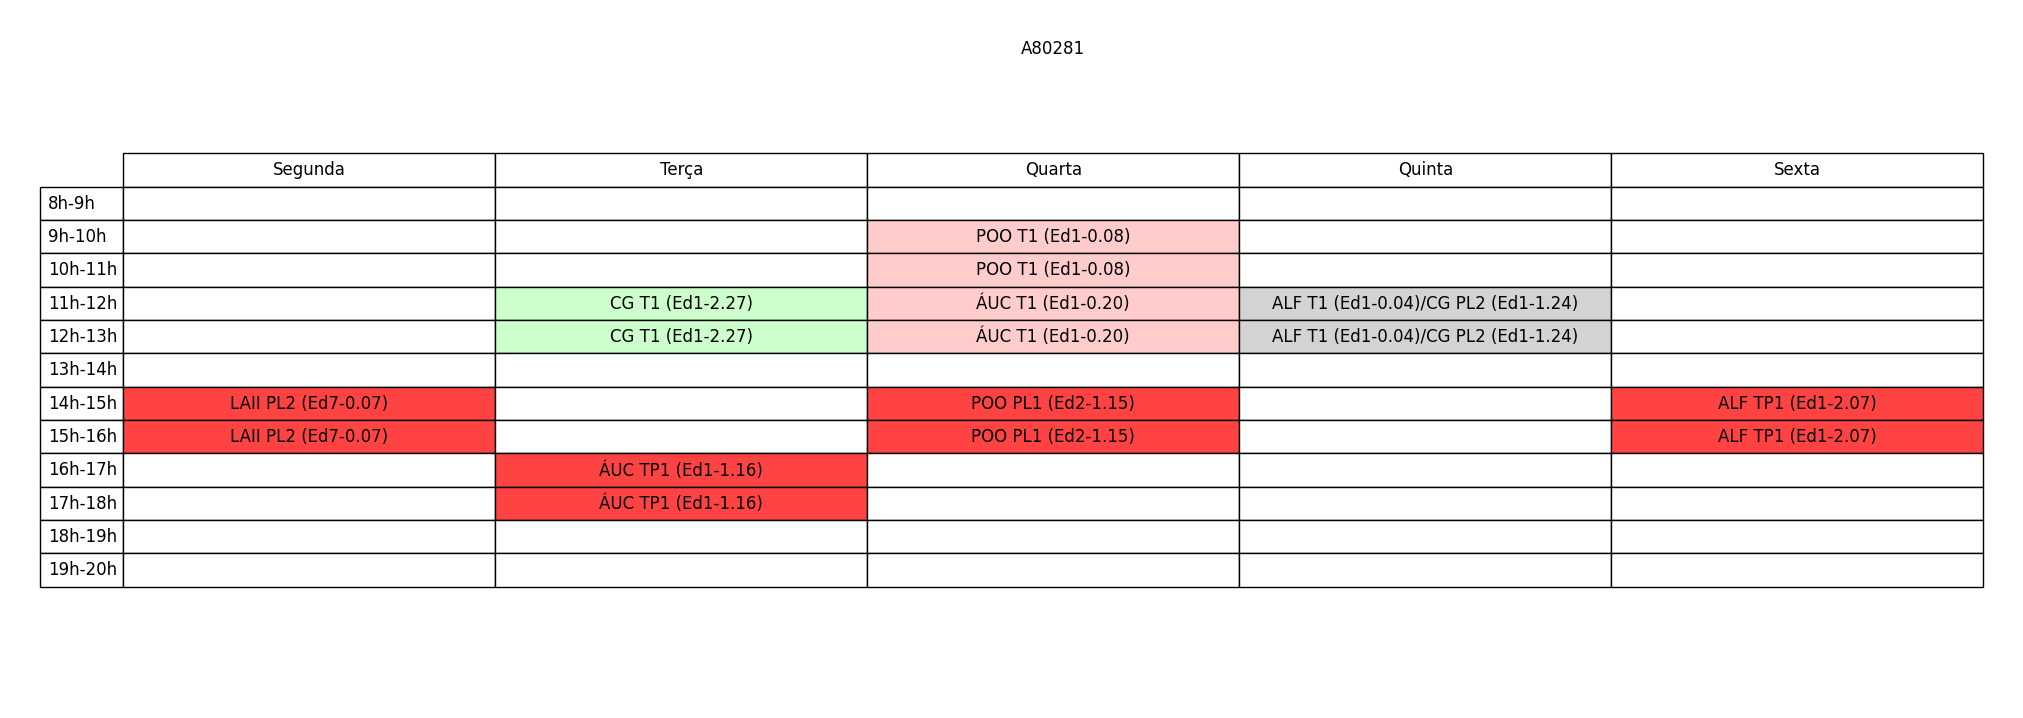 A80281
Segunda Terça Quarta Quinta Sexta
8h-9h
9h-10h POO T1 (Ed1-0.08)
10h-11h POO T1 (Ed1-0.08)
11h-12h CG T1 (Ed1-2.27) ÁUC T1 (Ed1-0.20) ALF T1 (Ed1-0.04)/CG PL2 (Ed1-1.24)
12h-13h CG T1 (Ed1-2.27) ÁUC T1 (Ed1-0.20) ALF T1 (Ed1-0.04)/CG PL2 (Ed1-1.24)
13h-14h
14h-15h LAII PL2 (Ed7-0.07) POO PL1 (Ed2-1.15) ALF TP1 (Ed1-2.07)
15h-16h LAII PL2 (Ed7-0.07) POO PL1 (Ed2-1.15) ALF TP1 (Ed1-2.07)
16h-17h ÁUC TP1 (Ed1-1.16)
17h-18h ÁUC TP1 (Ed1-1.16)
18h-19h
19h-20h